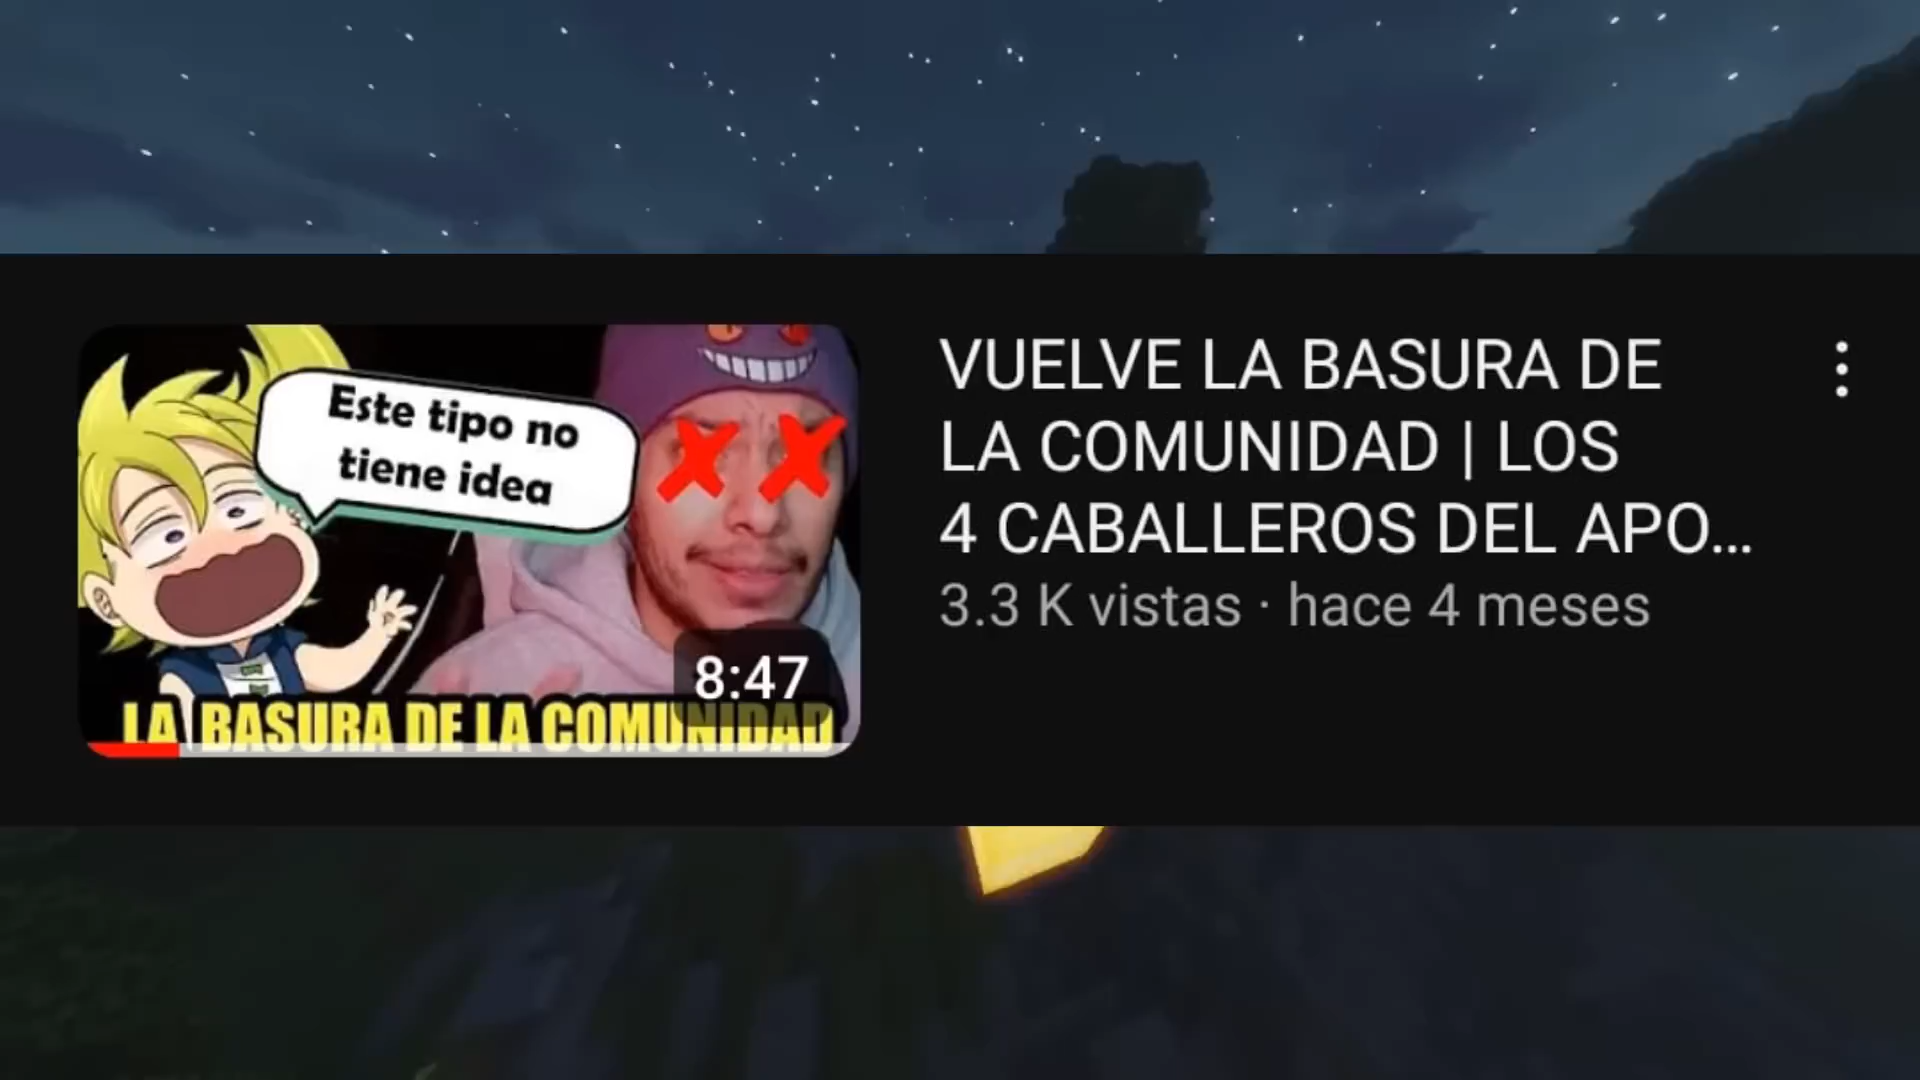 Este tipo no
tiene idea
8:47
LA BASURA DE LA COMUNIDAD
VUELVE LA BASURA DE
LA COMUNIDAD | LOS
4 CABALLEROS DEL APO...
3.3 K vistas · hace 4 meses